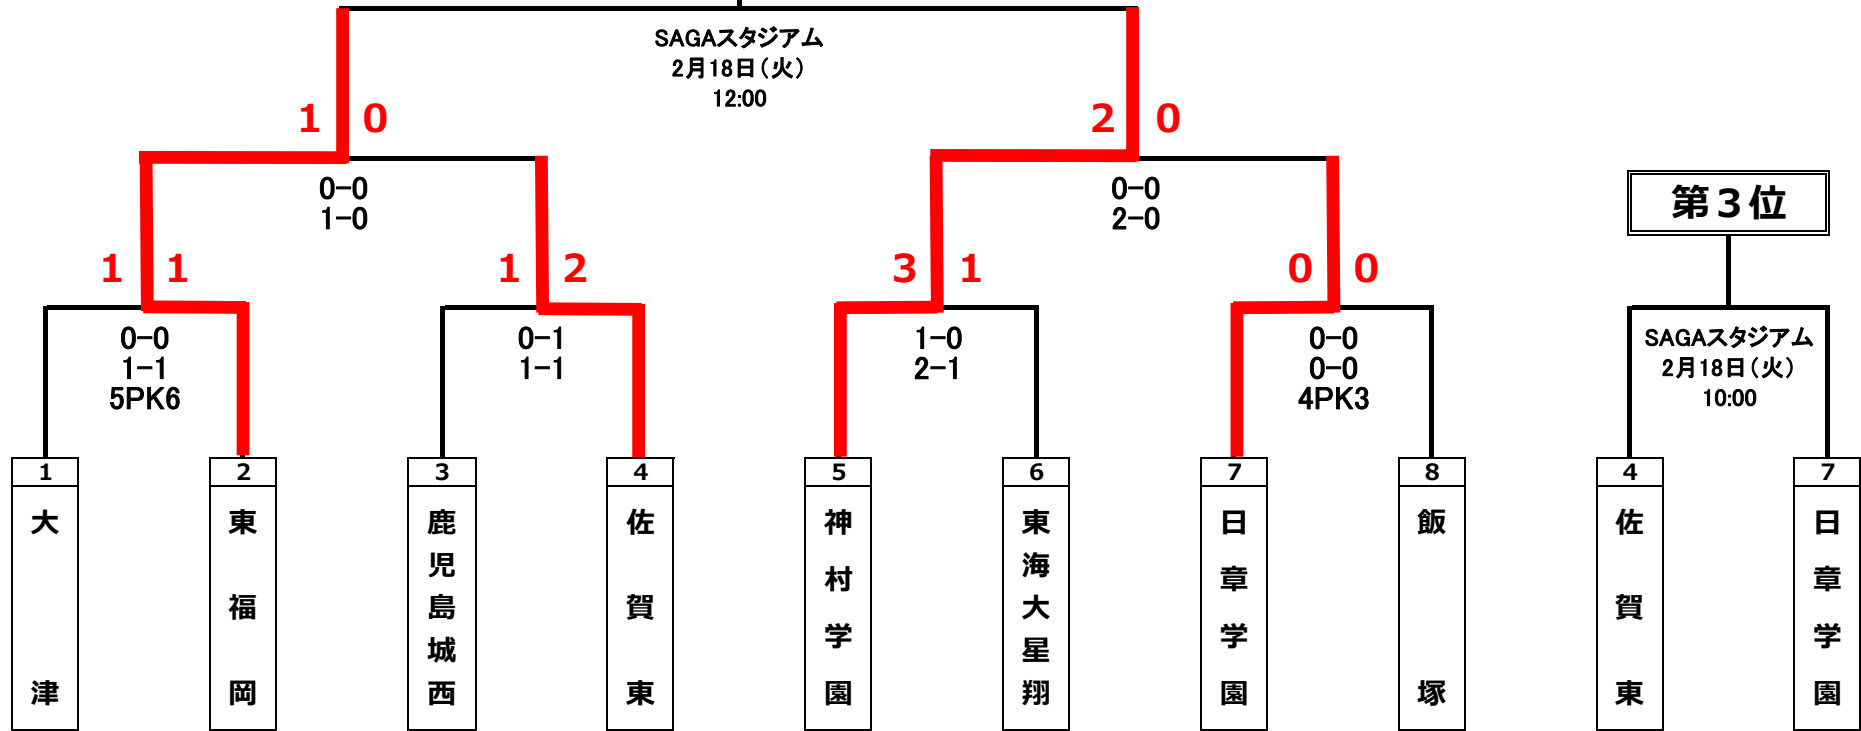 SAGAスタジアム
2月18日(火)
12:00
1 0
2 0
0-0
1-0
0-0
2-0
第3位
1 1
1 2
3 1
0 0
0-0
1-1
5PK6
0-1
1-1
1-0
2-1
0-0
0-0
4PK3
SAGAスタジアム
2月18日(火)
10:00
1
大津
2
東福岡
3
鹿児島城西
4
佐賀東
5
神村学園
6
東海大星翔
7
日章学園
8
飯塚
4
佐賀東
7
日章学園